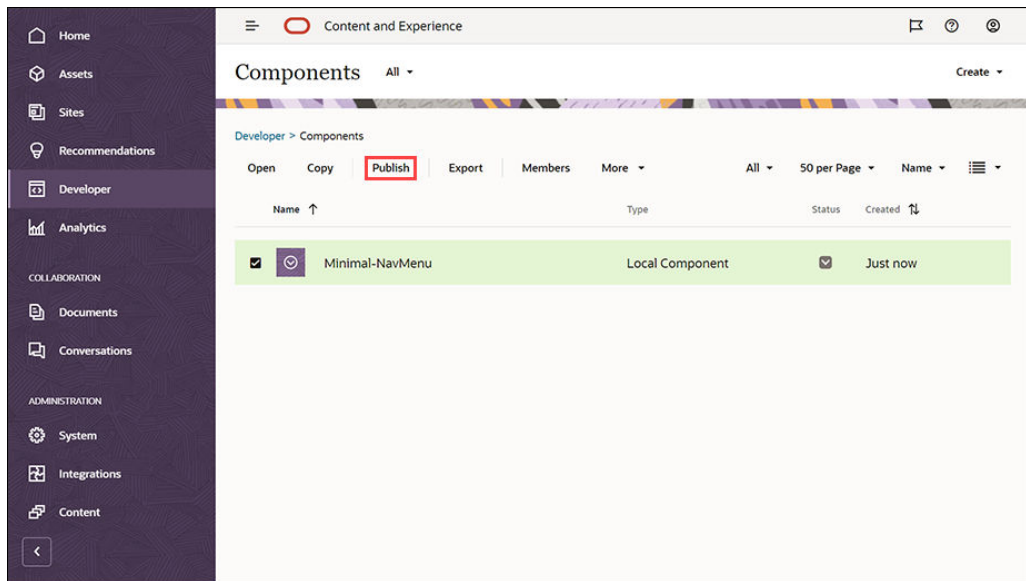 Home
Assets
Sites
Recommendations
Developer
Analytics
COLLABORATION
Documents
Conversations
ADMINISTRATION
System
Integrations
Content
Content and Experience
Components All Create
Developer > Components
Open Copy Publish Export Members More All 50 per Page Name
Name Type Status Created
Minimal-NavMenu Local Component Just now